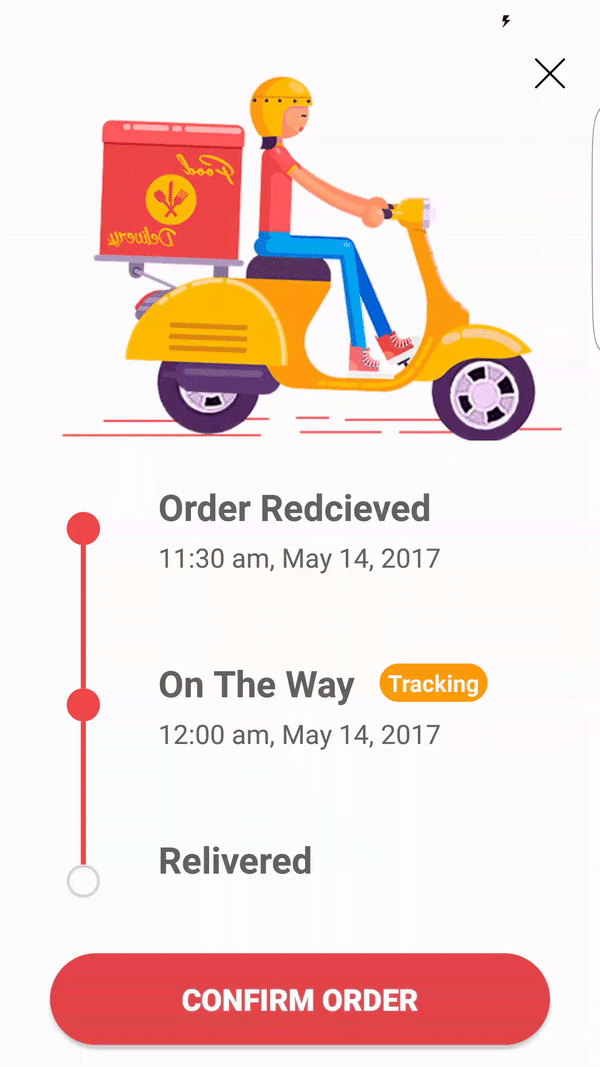 Food
Delivery
Order Redcieved
11:30 am, May 14, 2017
On The Way
Tracking
12:00 am, May 14, 2017
Relivered
CONFIRM ORDER